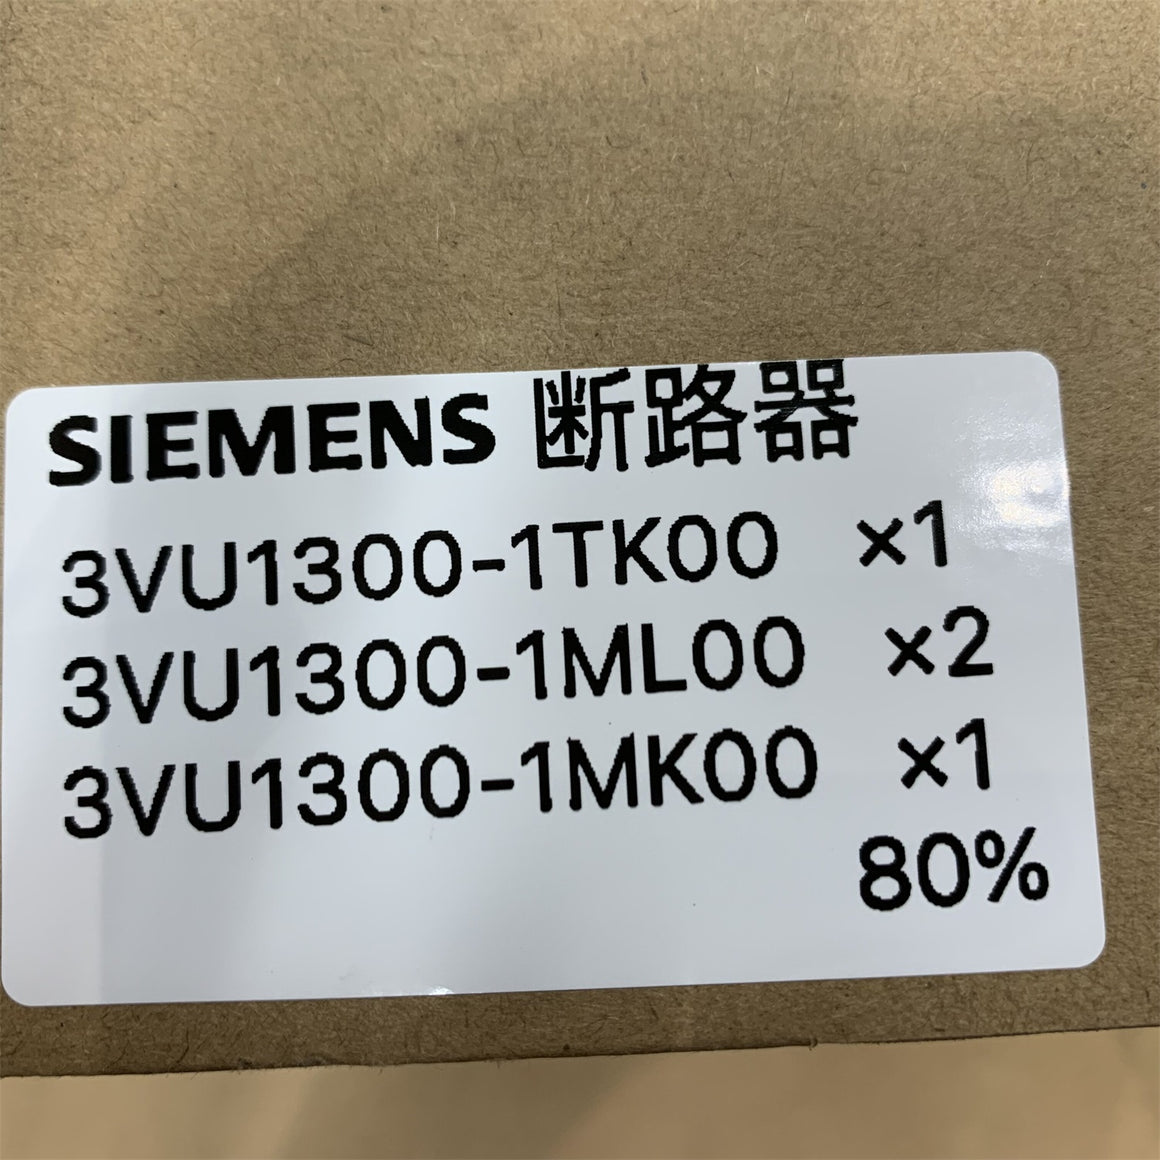 SIEMENS 断路器
3VU1300-1TK00 ×1
3VU1300-1ML00 ×2
3VU1300-1MK00 ×1
80%